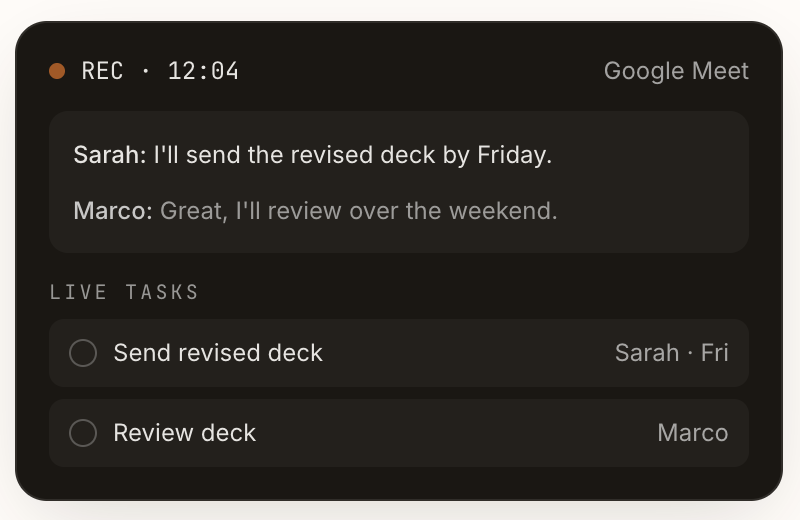 REC · 12:04 Google Meet
Sarah: I'll send the revised deck by Friday.
Marco: Great, I'll review over the weekend.
LIVE TASKS
Send revised deck Sarah · Fri
Review deck Marco